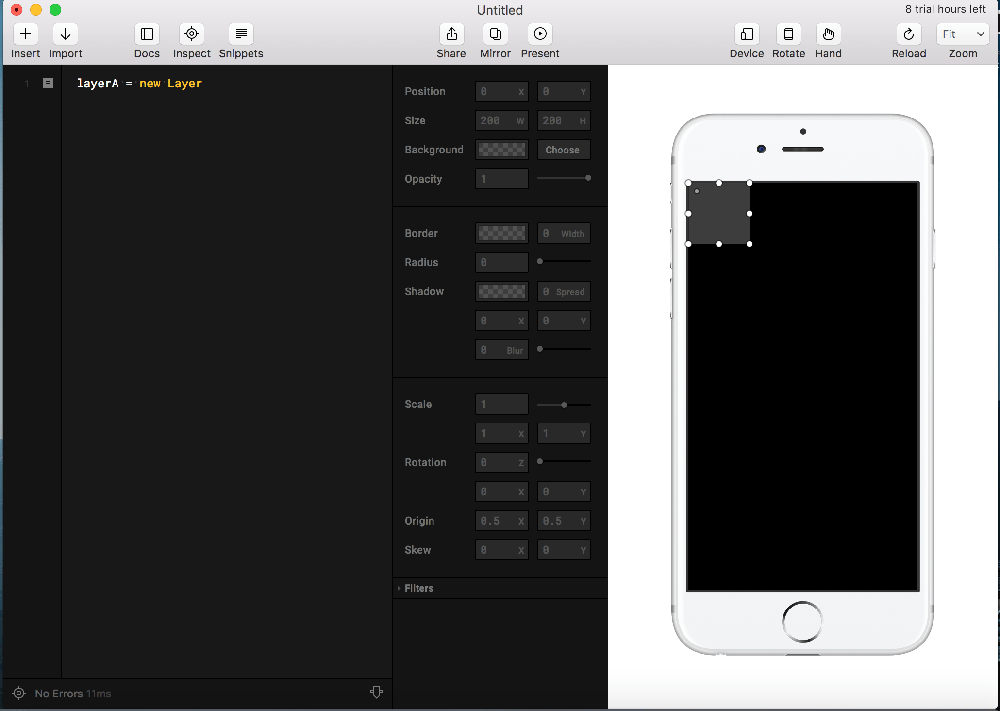 Untitled
8 trial hours left
Insert Import Docs Inspect Snippets Share Mirror Present Device Rotate Hand Reload Fit Zoom
1 layerA = new Layer
Position 0 X 0 Y
Size 200 W 200 H
Background Choose
Opacity 1
Border 0 Width
Radius 0
Shadow 0 Spread
0 X 0 Y
0 Blur
Scale 1
1 X 1 Y
Rotation 0 Z
0 X 0 Y
Origin 0.5 X 0.5 Y
Skew 0 X 0 Y
Filters
No Errors 11ms